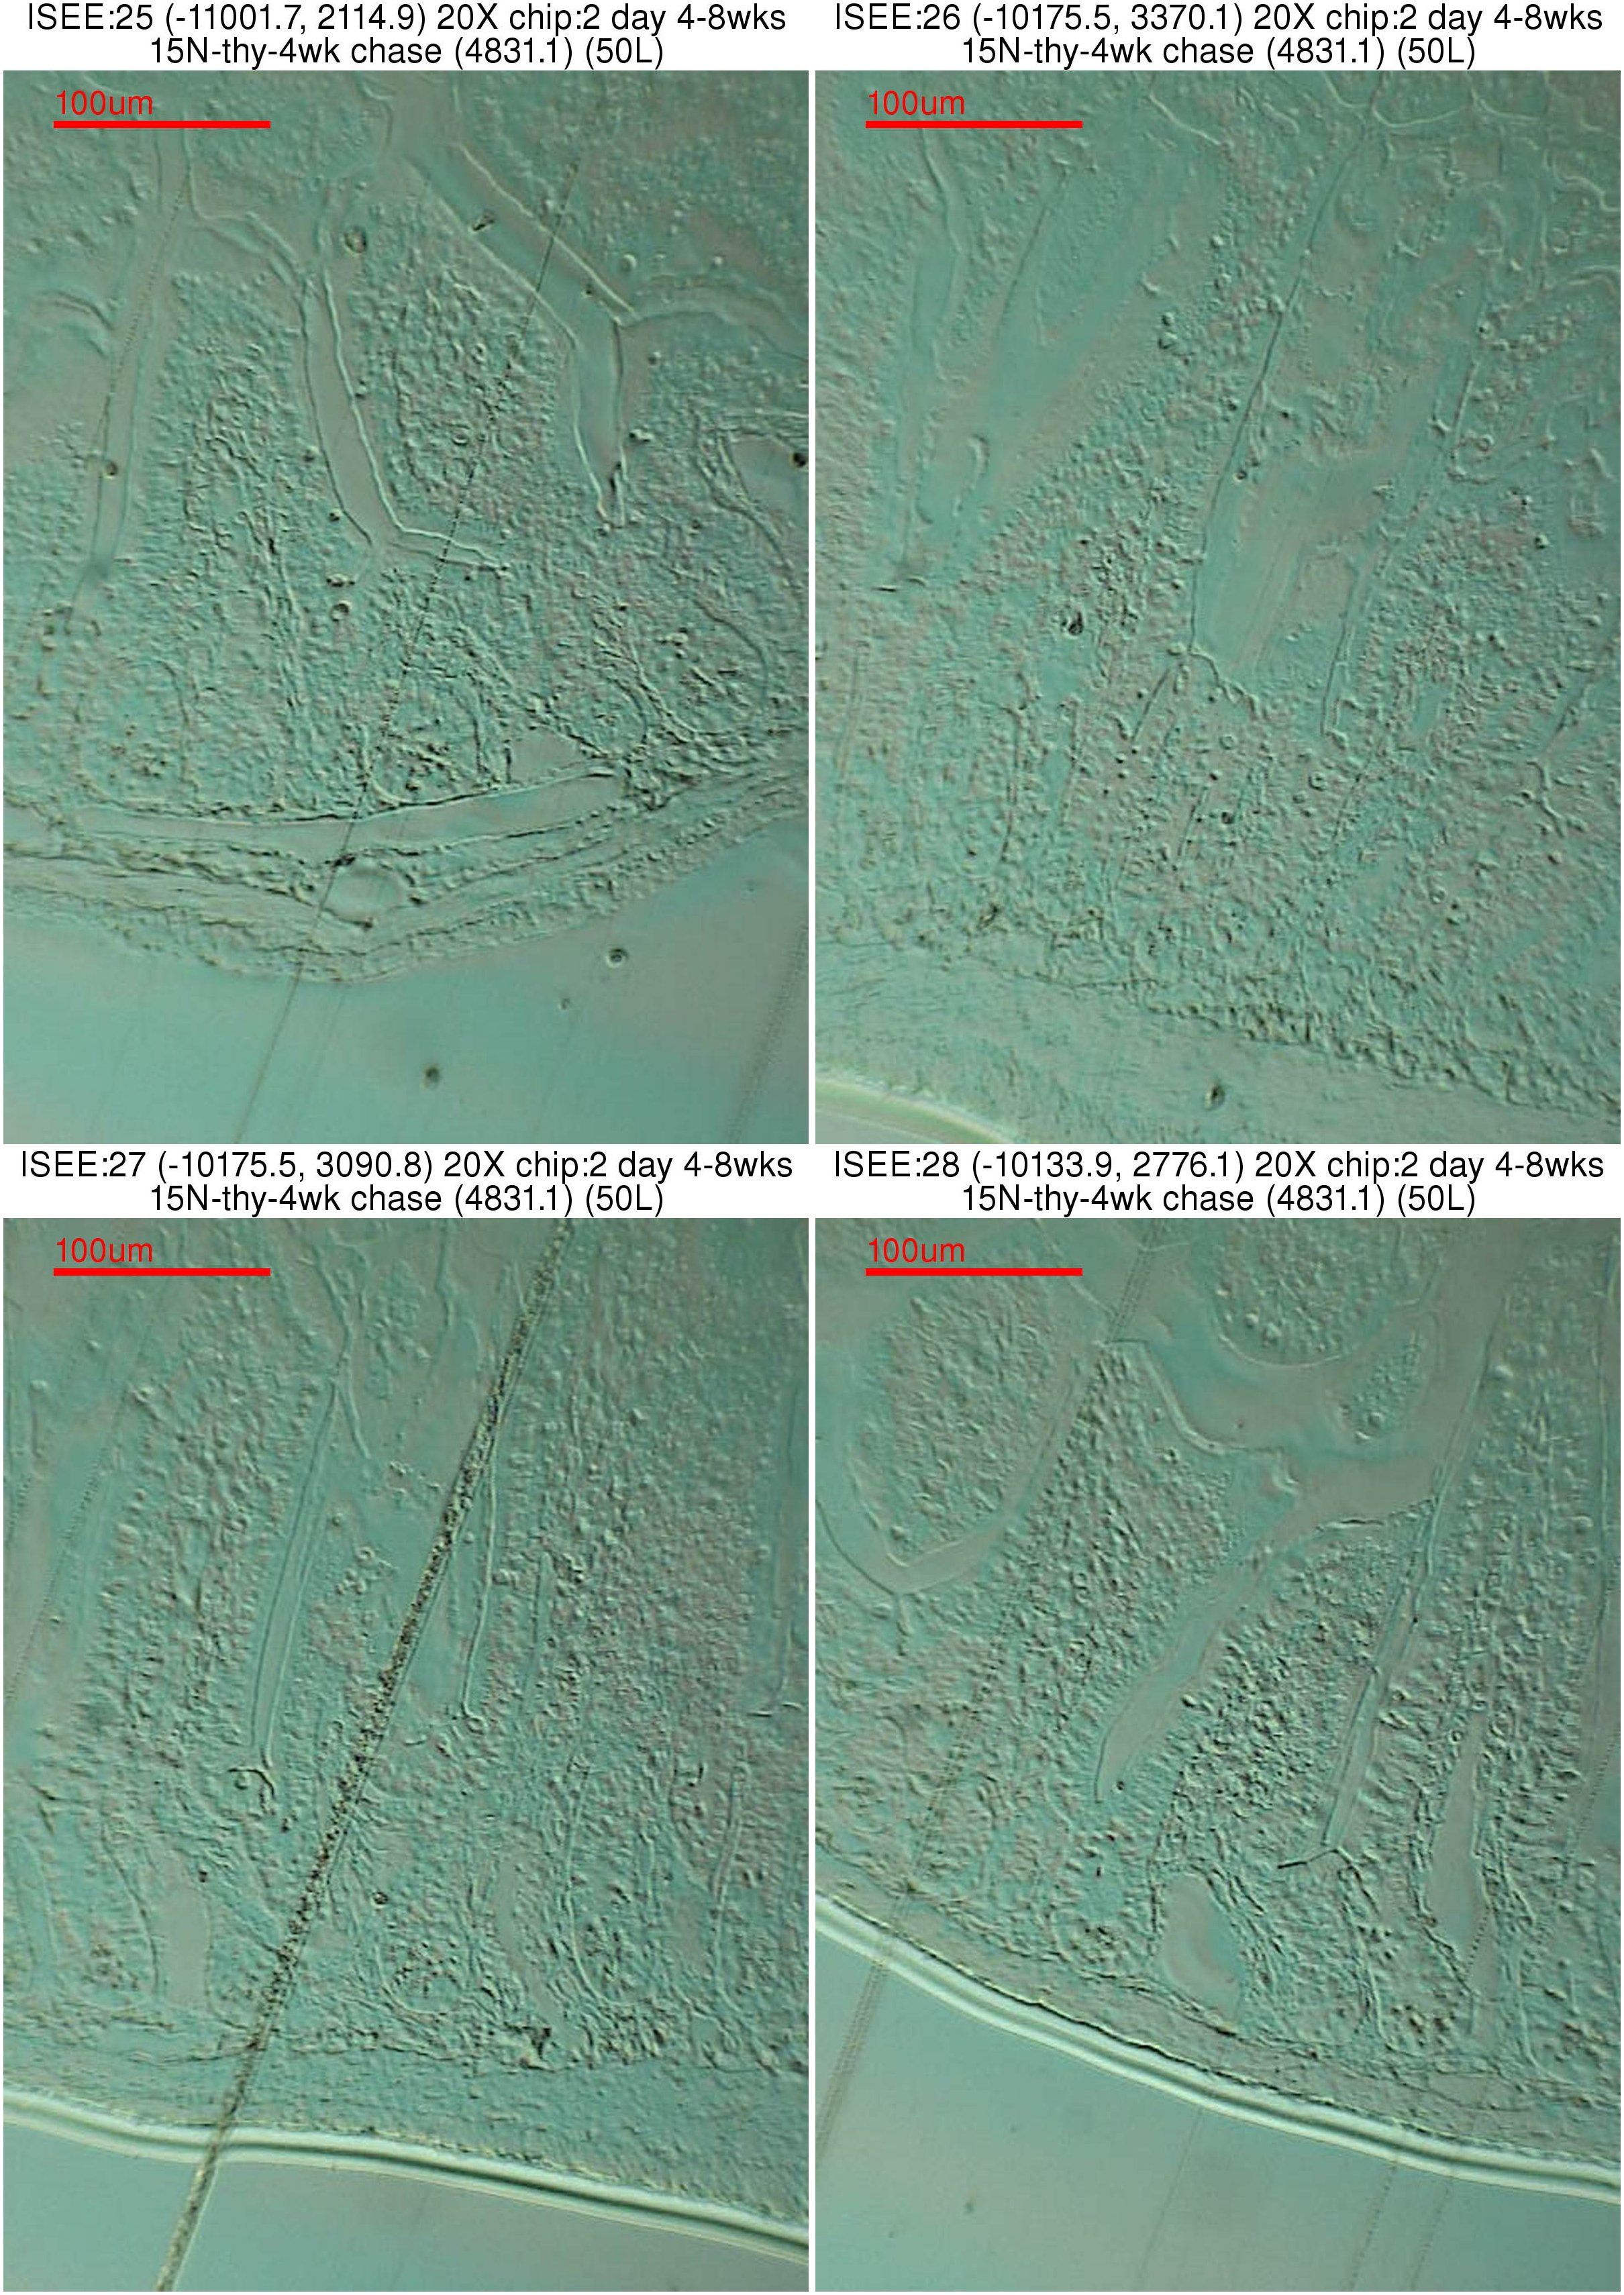 ISEE:25 (-11001.7, 2114.9) 20X chip:2 day 4-8wks
15N-thy-4wk chase (4831.1) (50L)
100um
ISEE:26 (-10175.5, 3370.1) 20X chip:2 day 4-8wks
15N-thy-4wk chase (4831.1) (50L)
100um
ISEE:27 (-10175.5, 3090.8) 20X chip:2 day 4-8wks
15N-thy-4wk chase (4831.1) (50L)
100um
ISEE:28 (-10133.9, 2776.1) 20X chip:2 day 4-8wks
15N-thy-4wk chase (4831.1) (50L)
100um